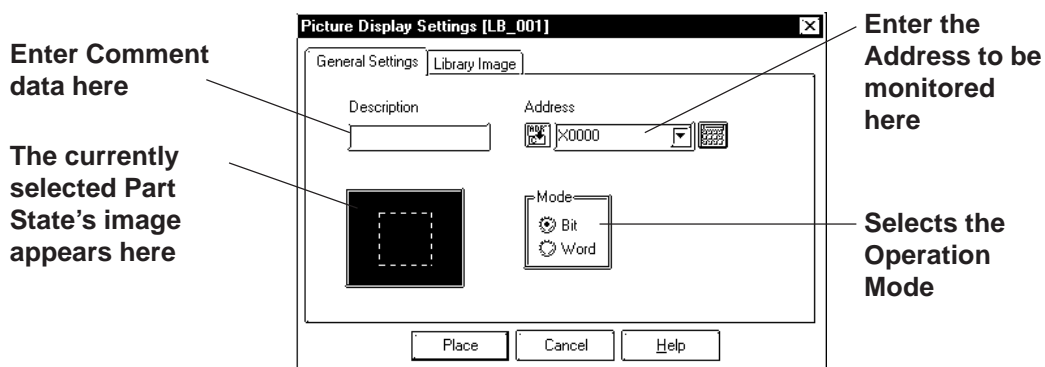 Picture Display Settings [LB_001]
General Settings
Library Image
Enter Comment
data here
Enter the
Address to be
monitored
here
Description
Address
X0000
The currently
selected Part
State's image
appears here
Mode
Bit
Word
Selects the
Operation
Mode
Place
Cancel
Help